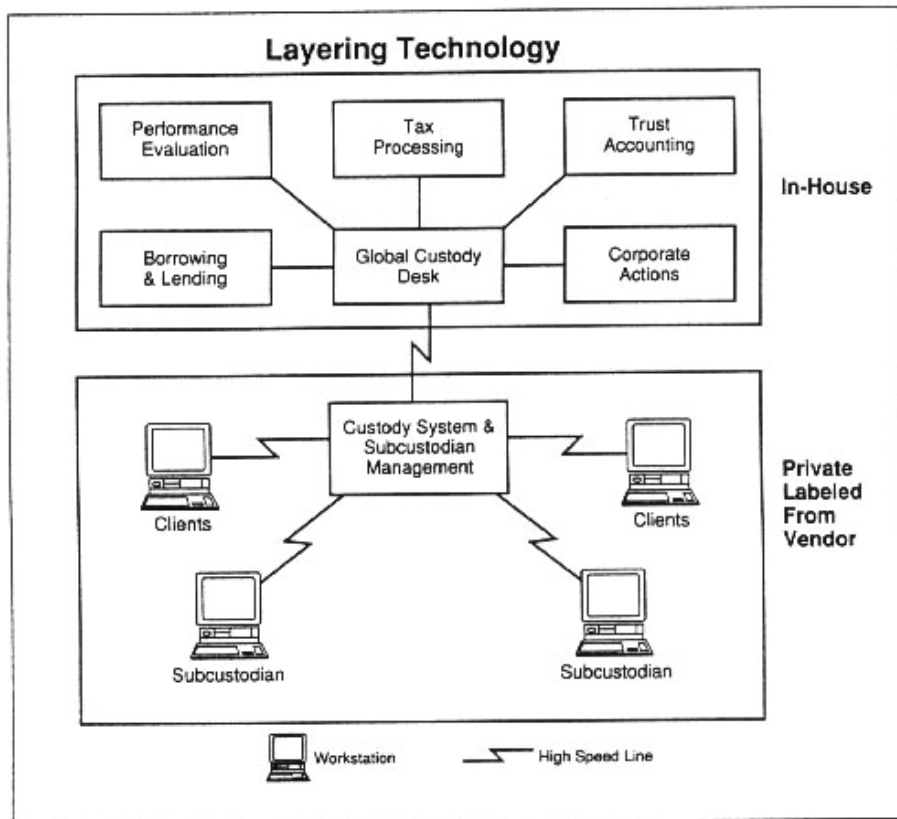 Layering Technology
Performance
Evaluation
Tax
Processing
Trust
Accounting
In-House
Borrowing
& Lending
Global Custody
Desk
Corporate
Actions
Custody System &
Subcustodian
Management
Clients
Clients
Private
Labeled
From
Vendor
Subcustodian
Subcustodian
Workstation
High Speed Line